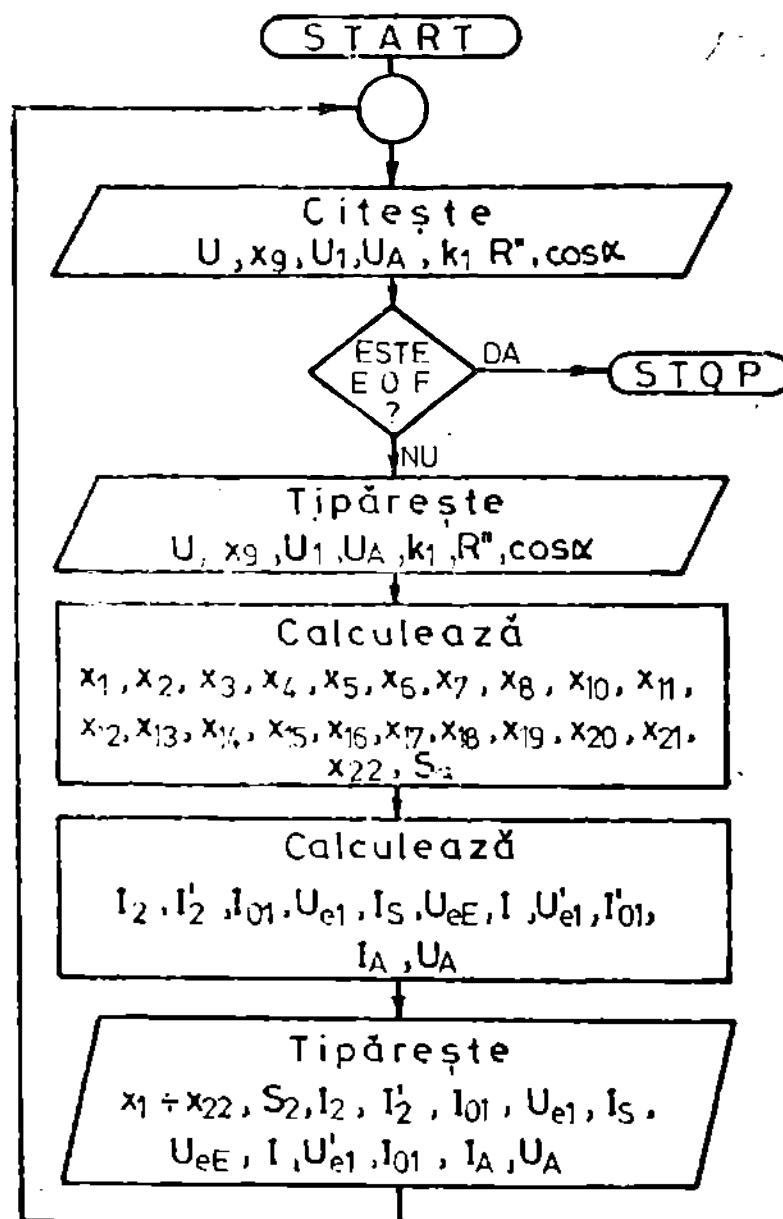 START
Citește
U, x9, U1, UA, k1 R", cosα
ESTE
EOF
?
DA
STOP
NU
Tipărește
U, x9, U1, UA, k1, R", cosα
Calculează
x1, x2, x3, x4, x5, x6, x7, x8, x10, x11,
x12, x13, x14, x15, x16, x17, x18, x19, x20, x21,
x22,
Calculează
I2, I'2, I01, Ue1, IS, UeE, I, U'e1, I'01,
IA, UA
Tipărește
x1 ÷ x22, S2, I2, I'2, I01, Ue1, IS,
UeE, I, U'e1, I01, IA, UA